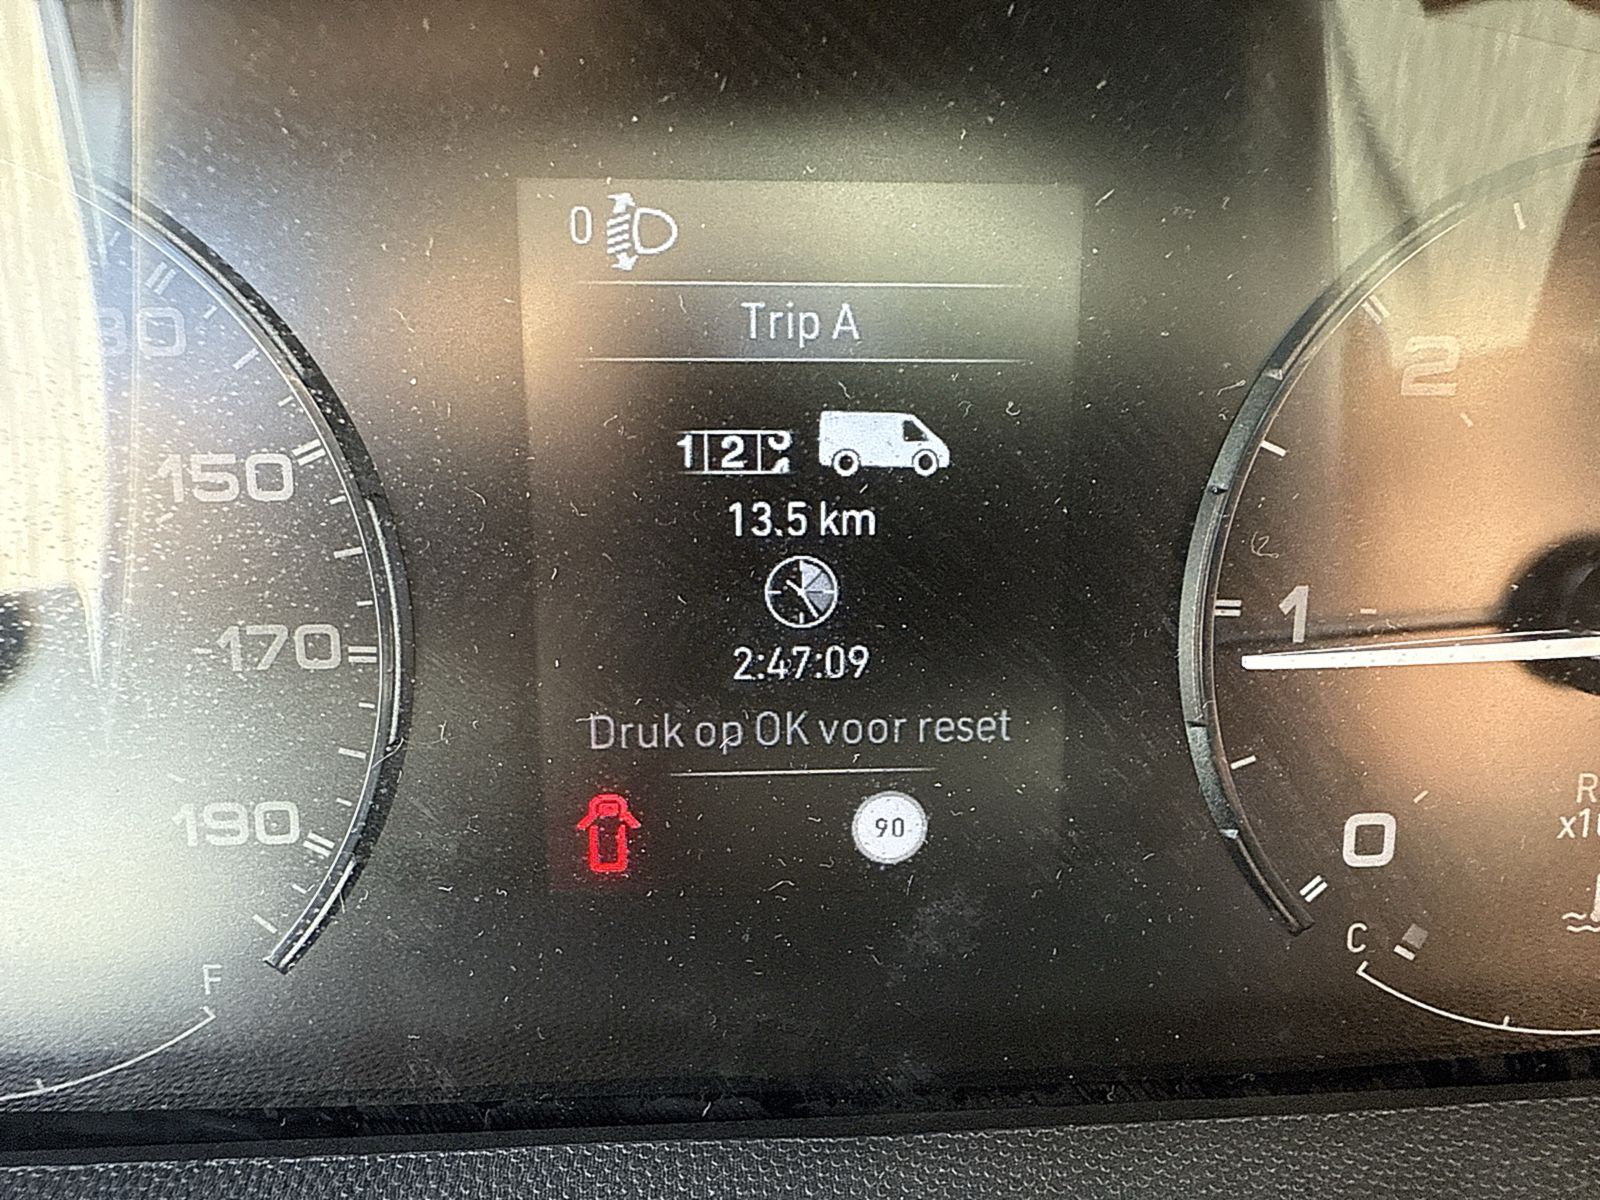 0
Trip A
1 2 3
13.5 km
2:47:09
Druk op OK voor reset
90
150
170
190
F
2
1
0
C